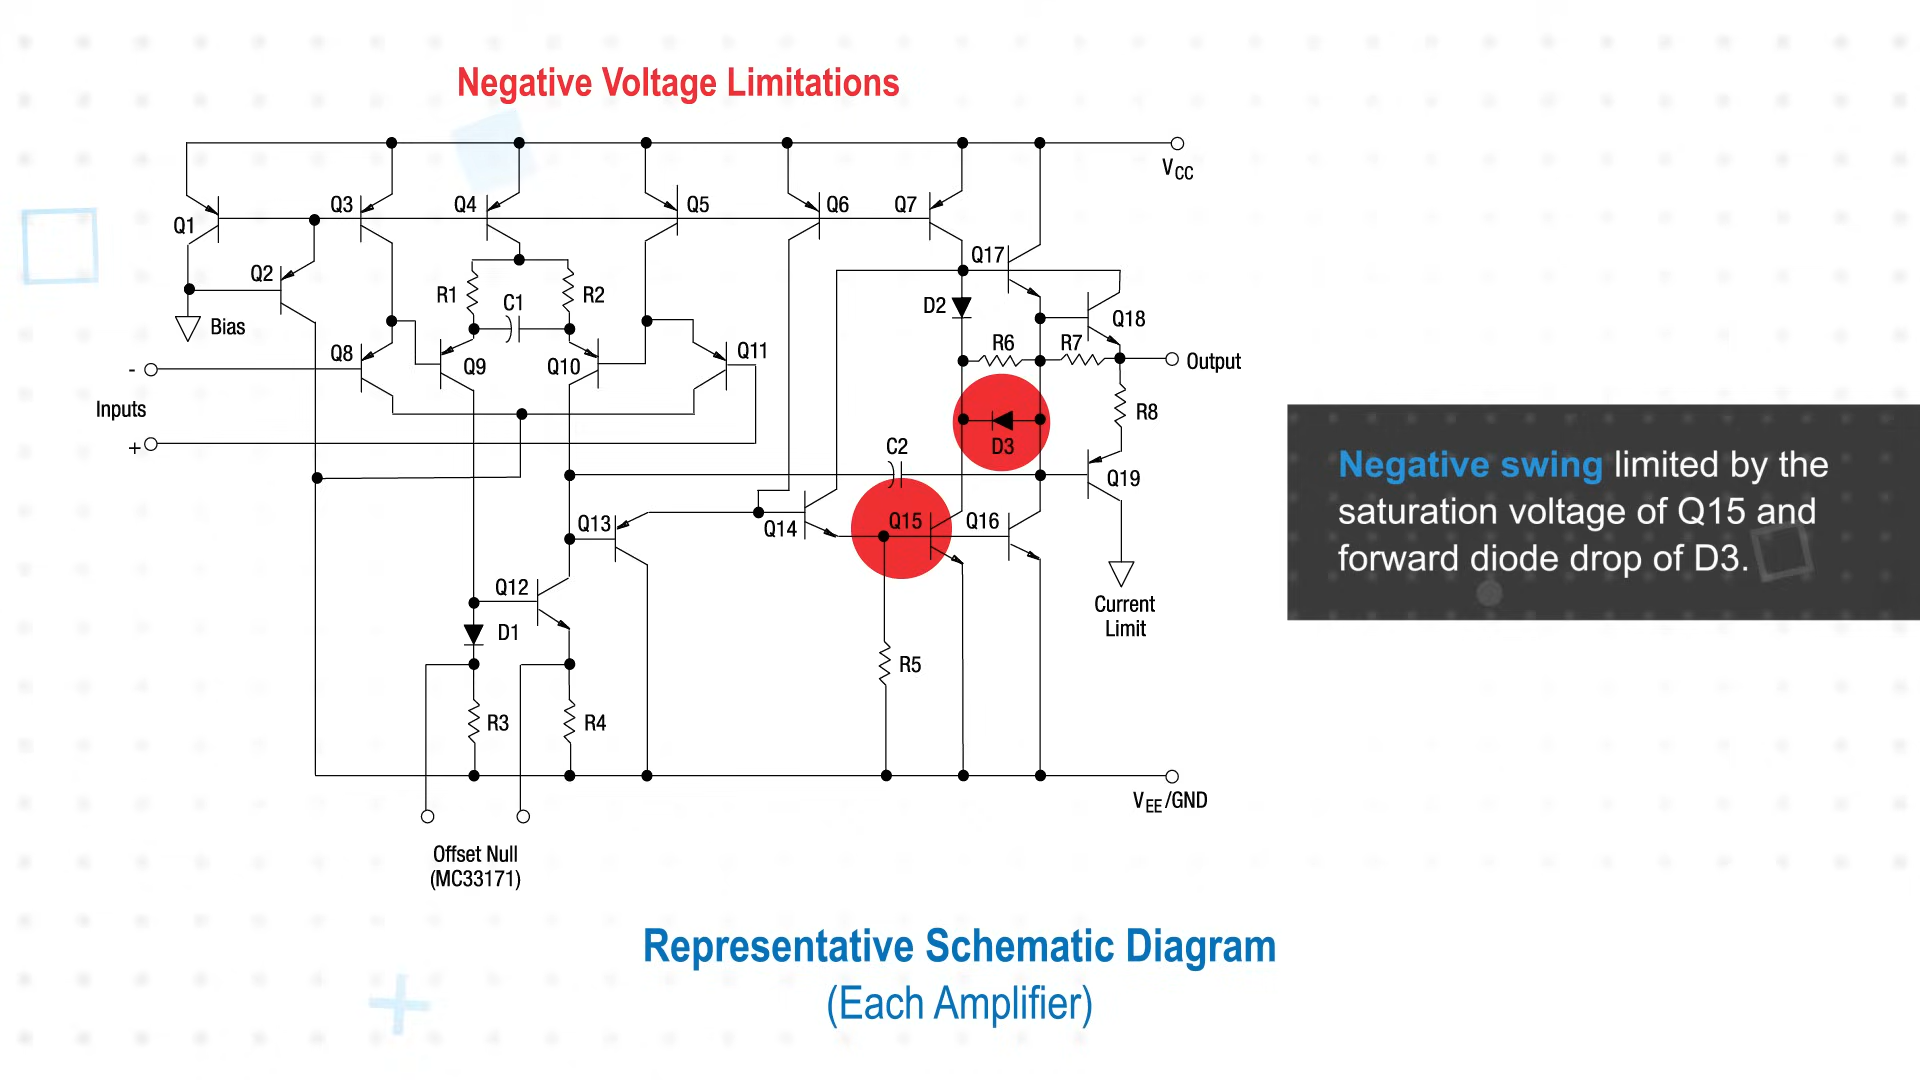 Negative Voltage Limitations
VCC
Q1
Q2
Q3
Q4
Q5
Q6
Q7
Q17
R1
C1
R2
D2
Q18
Bias
Q8
Q9
Q10
Q11
R6
R7
Output
-
Inputs
+
D3
R8
C2
Q19
Q13
Q14
Q15
Q16
Q12
D1
Current
Limit
R5
R3
R4
VEE/GND
Offset Null
(MC33171)
Negative swing limited by the
saturation voltage of Q15 and
forward diode drop of D3.
Representative Schematic Diagram
(Each Amplifier)